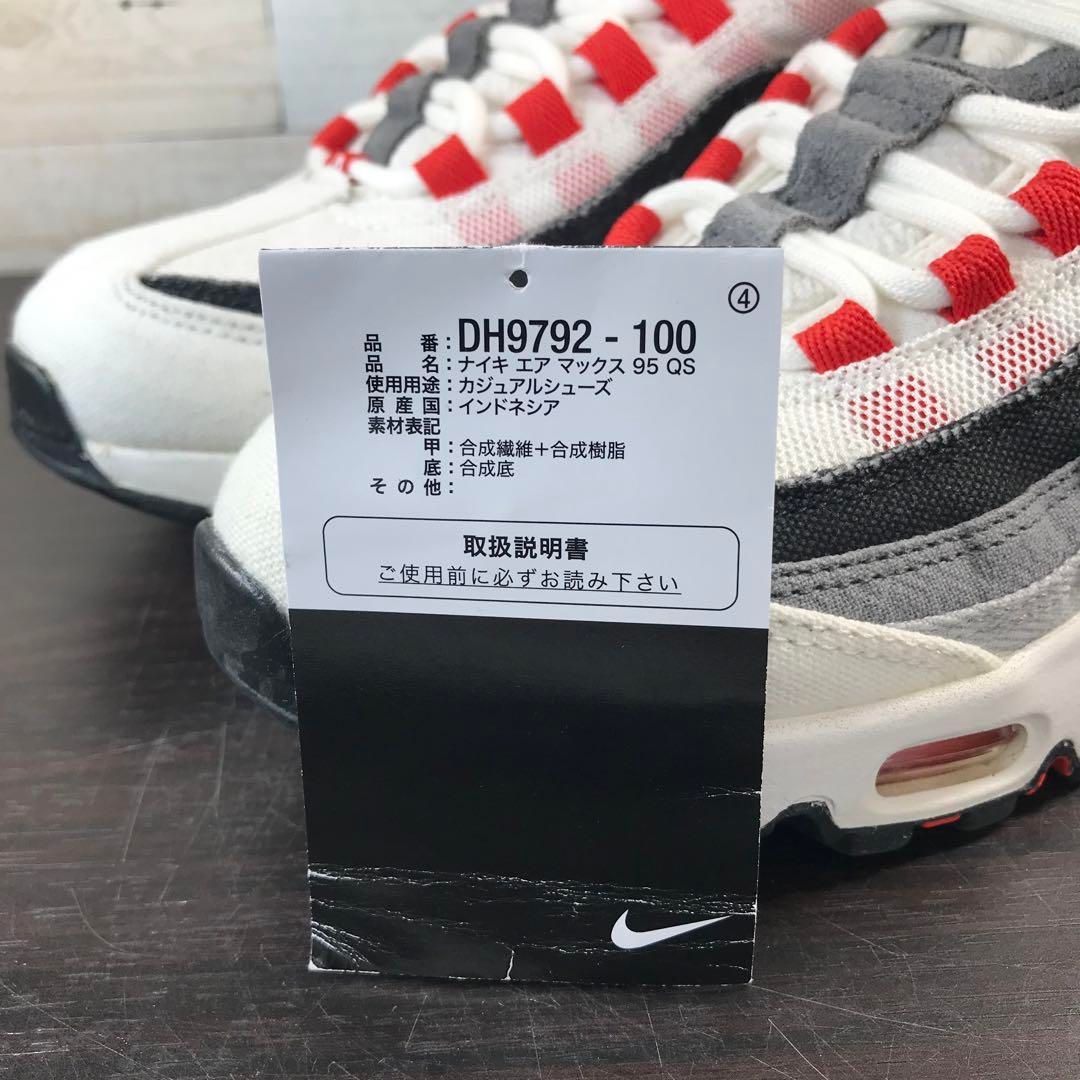 ④
品 番：DH9792 - 100
品 名：ナイキ エア マックス 95 QS
使用用途：カジュアルシューズ
原産国：インドネシア
素材表記
甲：合成繊維＋合成樹脂
底：合成底
その他：
取扱説明書
ご使用前に必ずお読み下さい